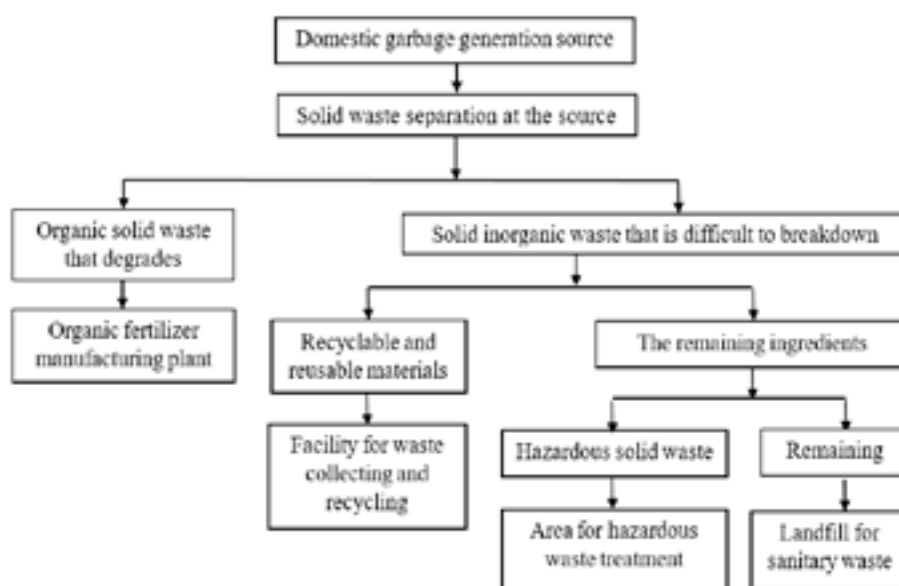 Domestic garbage generation source
Solid waste separation at the source
Organic solid waste
that degrades
Solid inorganic waste that is difficult to breakdown
Organic fertilizer
manufacturing plant
Recyclable and
reusable materials
The remaining ingredients
Facility for waste
collecting and
recycling
Hazardous solid waste
Remaining
Area for hazardous
waste treatment
Landfill for
sanitary waste